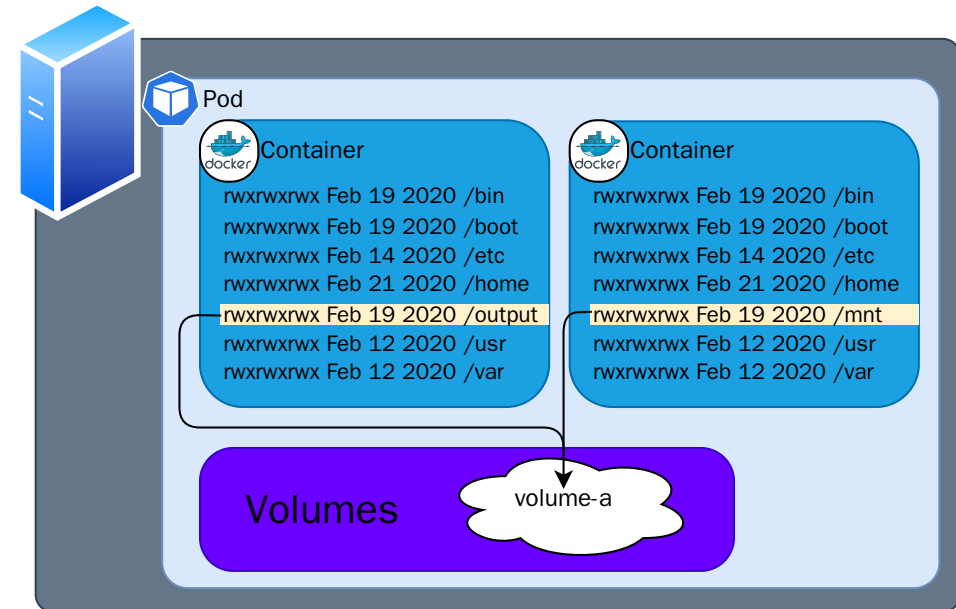 Pod
docker
Container
rwxrwxrwx Feb 19 2020 /bin
rwxrwxrwx Feb 19 2020 /boot
rwxrwxrwx Feb 14 2020 /etc
rwxrwxrwx Feb 21 2020 /home
rwxrwxrwx Feb 19 2020 /output
rwxrwxrwx Feb 12 2020 /usr
rwxrwxrwx Feb 12 2020 /var
docker
Container
rwxrwxrwx Feb 19 2020 /bin
rwxrwxrwx Feb 19 2020 /boot
rwxrwxrwx Feb 14 2020 /etc
rwxrwxrwx Feb 21 2020 /home
rwxrwxrwx Feb 19 2020 /mnt
rwxrwxrwx Feb 12 2020 /usr
rwxrwxrwx Feb 12 2020 /var
Volumes
volume-a